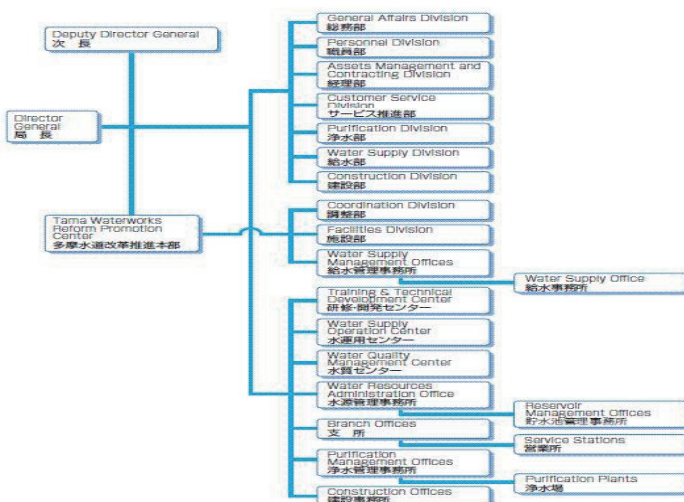 Deputy Director General
次 長
Director
General
局 長
Tama Waterworks
Reform Promotion
Center
多摩水道改革推進本部
General Affairs Division
総務部
Personnel Division
職員部
Assets Management and
Contracting Division
経理部
Customer Service
Division
サービス推進部
Purification Division
浄水部
Water Supply Division
給水部
Construction Division
建設部
Coordination Division
調整部
Facilities Division
施設部
Water Supply
Management Offices
給水管理事務所
Water Supply Office
給水事務所
Training & Technical
Development Center
研修・開発センター
Water Supply
Operation Center
水運用センター
Water Quality
Management Center
水質センター
Water Resources
Administration Office
水源管理事務所
Reservoir
Management Offices
貯水池管理事務所
Branch Offices
支 所
Service Stations
営業所
Purification
Management Offices
浄水管理事務所
Purification Plants
浄水場
Construction Offices
建設事務所